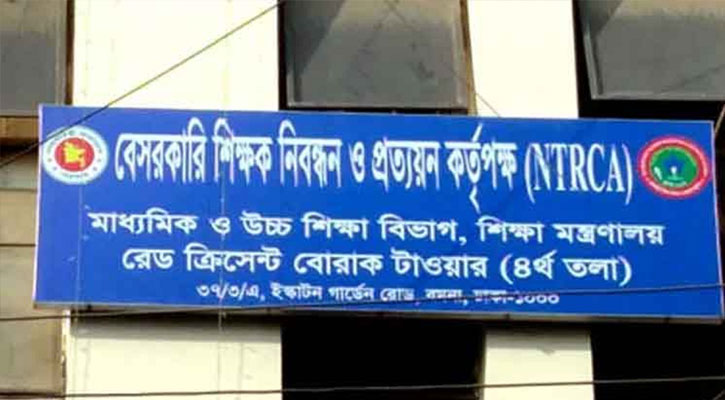 বেসরকারি শিক্ষক নিবন্ধন ও প্রত্যয়ন কর্তৃপক্ষ (NTRCA)
মাধ্যমিক ও উচ্চ শিক্ষা বিভাগ, শিক্ষা মন্ত্রণালয়
রেড ক্রিসেন্ট বোরাক টাওয়ার (৪র্থ তলা)
৩৭/৩/এ, ইস্কাটন গার্ডেন রোড, রমনা, ঢাকা-১০০০